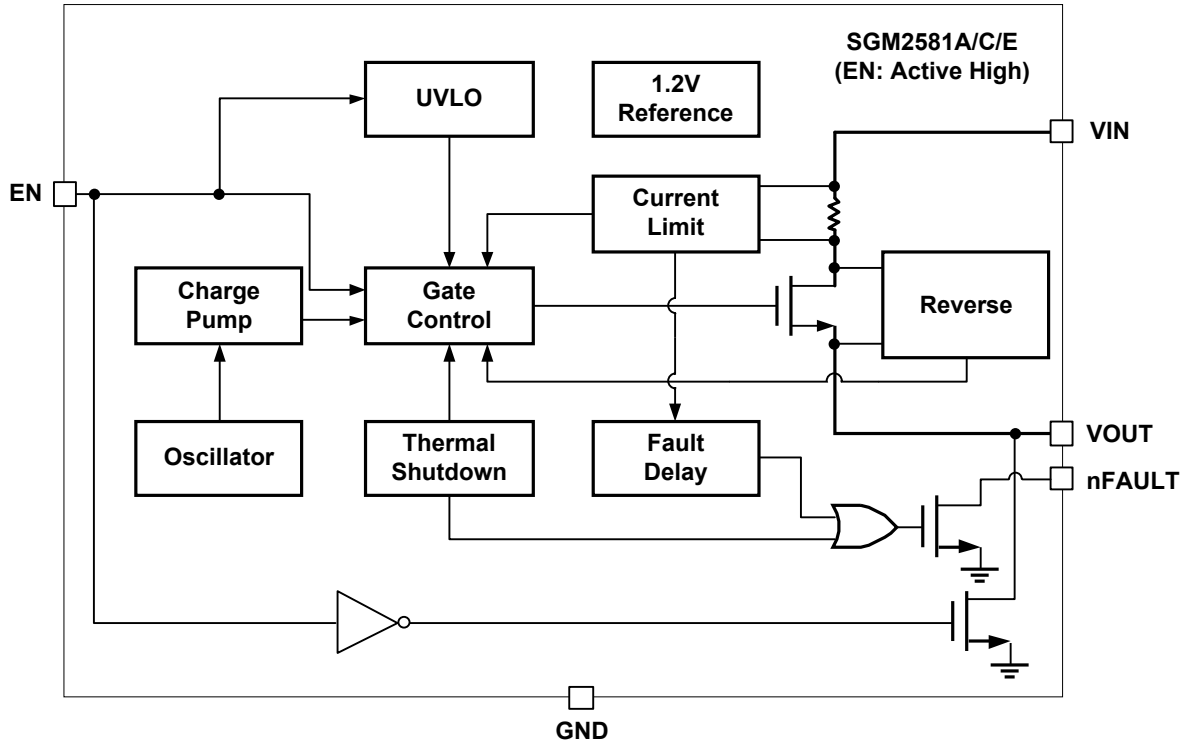 SGM2581A/C/E
(EN: Active High)
UVLO
1.2V
Reference
VIN
EN
Current
Limit
Charge
Pump
Gate
Control
Reverse
Oscillator
Thermal
Shutdown
Fault
Delay
VOUT
nFAULT
GND